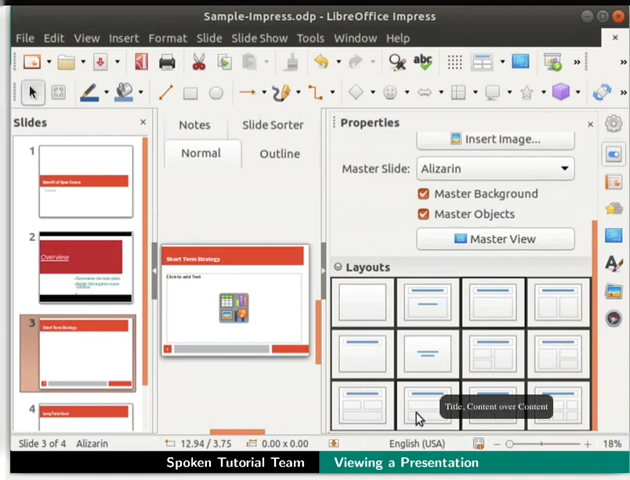 Sample-Impress.odp - LibreOffice Impress
File Edit View Insert Format Slide Slide Show Tools Window Help
Slides
1
2
Overview
3
Short Term Strategy
4
Notes Slide Sorter
Normal Outline
Short Term Strategy
Click to add Text
Properties
Insert Image...
Master Slide: Alizarin
Master Background
Master Objects
Master View
Layouts
Title, Content over Content
Slide 3 of 4 Alizarin 12.94 / 3.75 0.00 x 0.00 English (USA) 18%
Spoken Tutorial Team Viewing a Presentation